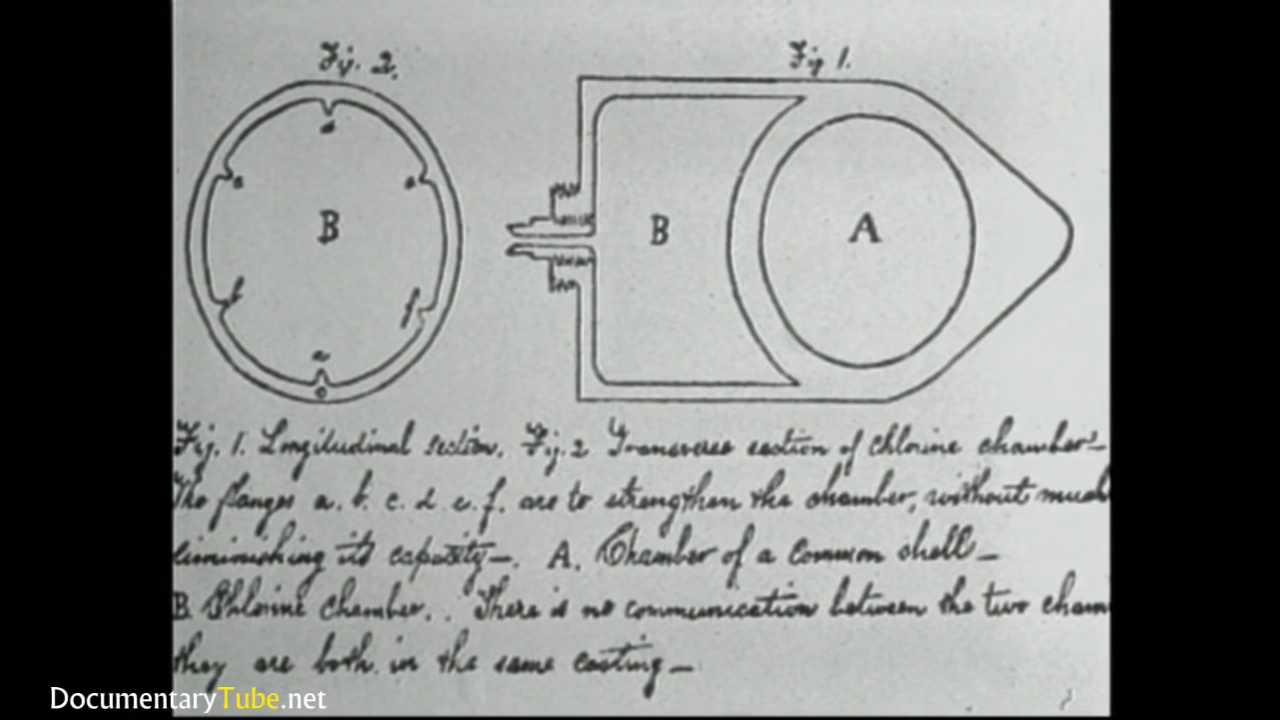 Fig. 2.
Fig 1.
a
e
B
f
f
a
e
B
A
Fig. 1. Longitudinal section. Fig. 2 Transverse section of chlorine chamber—
The flanges a. b. c. d e. f. are to strengthen the chamber, without much
diminishing its capacity—. A. Chamber of a Common shell—
B Chlorine Chamber.. There is no communication between the two cham
they are both in the same casting—
DocumentaryTube.net